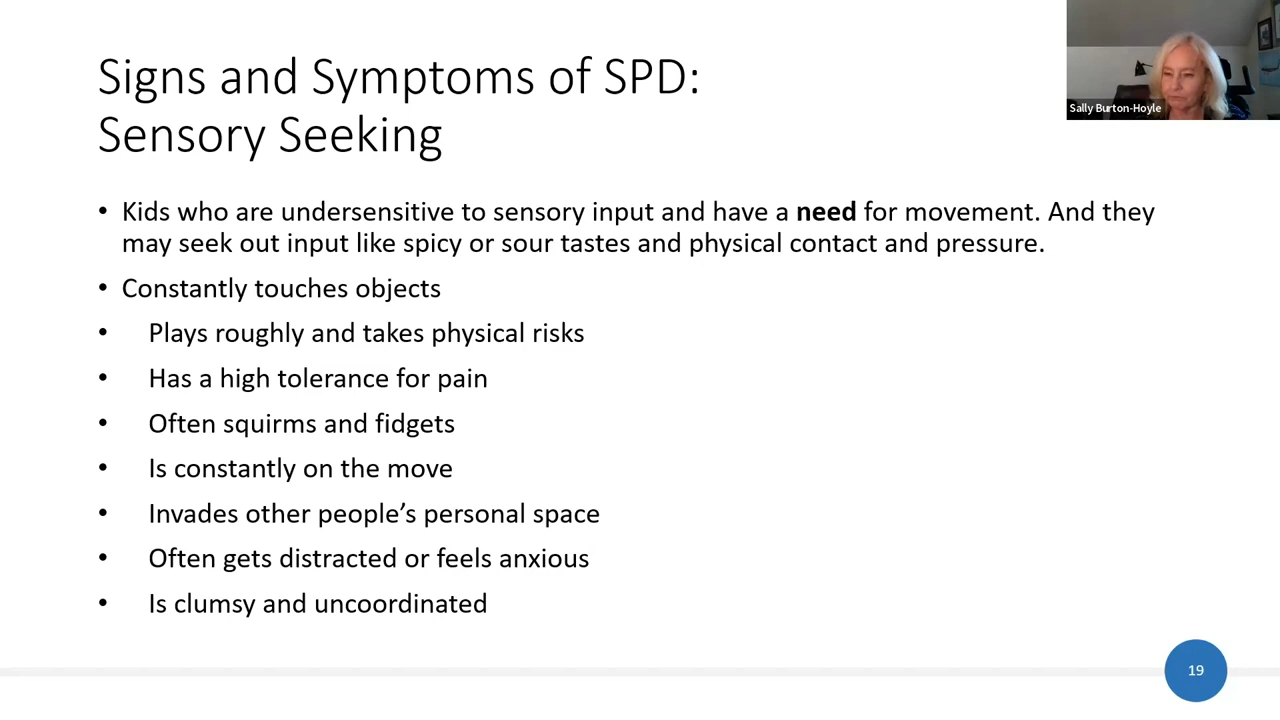 Signs and Symptoms of SPD:
Sensory Seeking
Sally Burton-Hoyle
• Kids who are undersensitive to sensory input and have a need for movement. And they
may seek out input like spicy or sour tastes and physical contact and pressure.
• Constantly touches objects
• Plays roughly and takes physical risks
• Has a high tolerance for pain
• Often squirms and fidgets
• Is constantly on the move
• Invades other people’s personal space
• Often gets distracted or feels anxious
• Is clumsy and uncoordinated
19